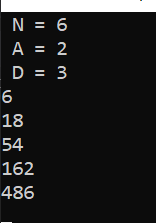 N = 6
A = 2
D = 3
6
18
54
162
486